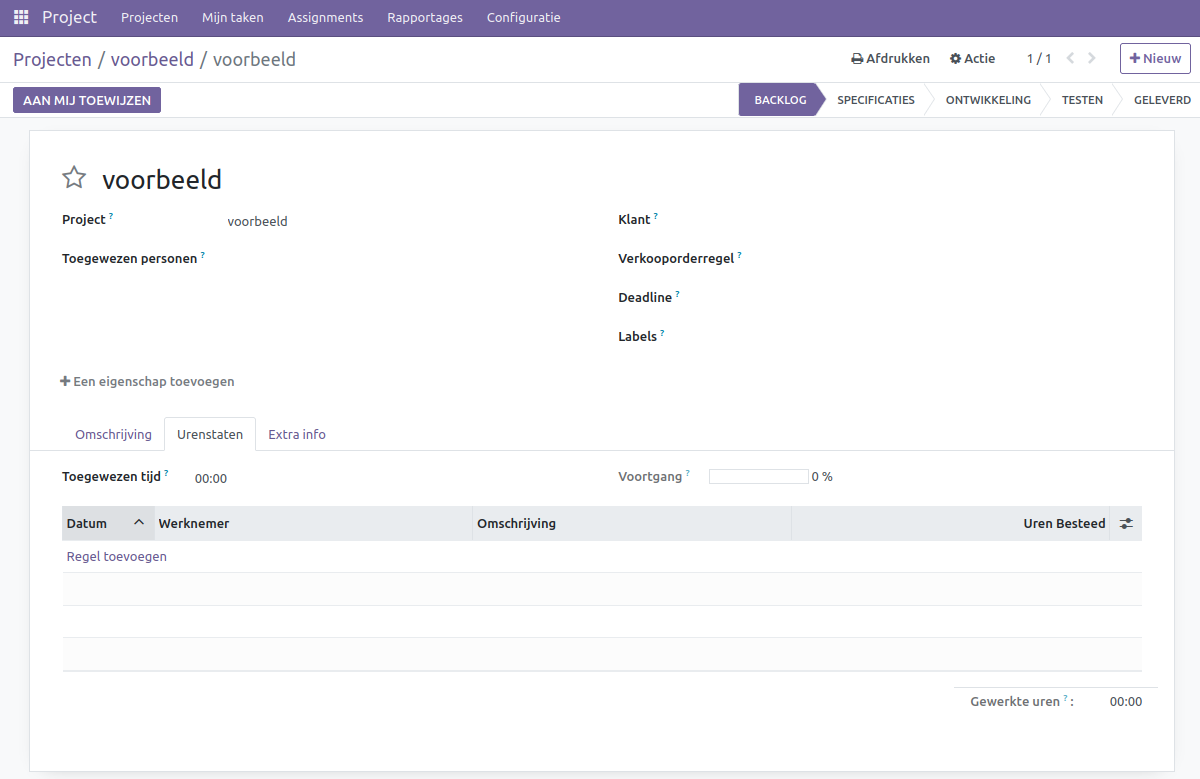 Project Projecten Mijn taken Assignments Rapportages Configuratie
Projecten / voorbeeld / voorbeeld Afdrukken Actie 1 / 1 Nieuw
AAN MIJ TOEWIJZEN BACKLOG SPECIFICATIES ONTWIKKELING TESTEN GELEVERD
voorbeeld
Project ? voorbeeld Klant ?
Toegewezen personen ? Verkooporderregel ?
Deadline ?
Labels ?
Een eigenschap toevoegen
Omschrijving Urenstaten Extra info
Toegewezen tijd ? 00:00 Voortgang ? 0 %
Datum Werknemer Omschrijving Uren Besteed
Regel toevoegen
Gewerkte uren ? : 00:00